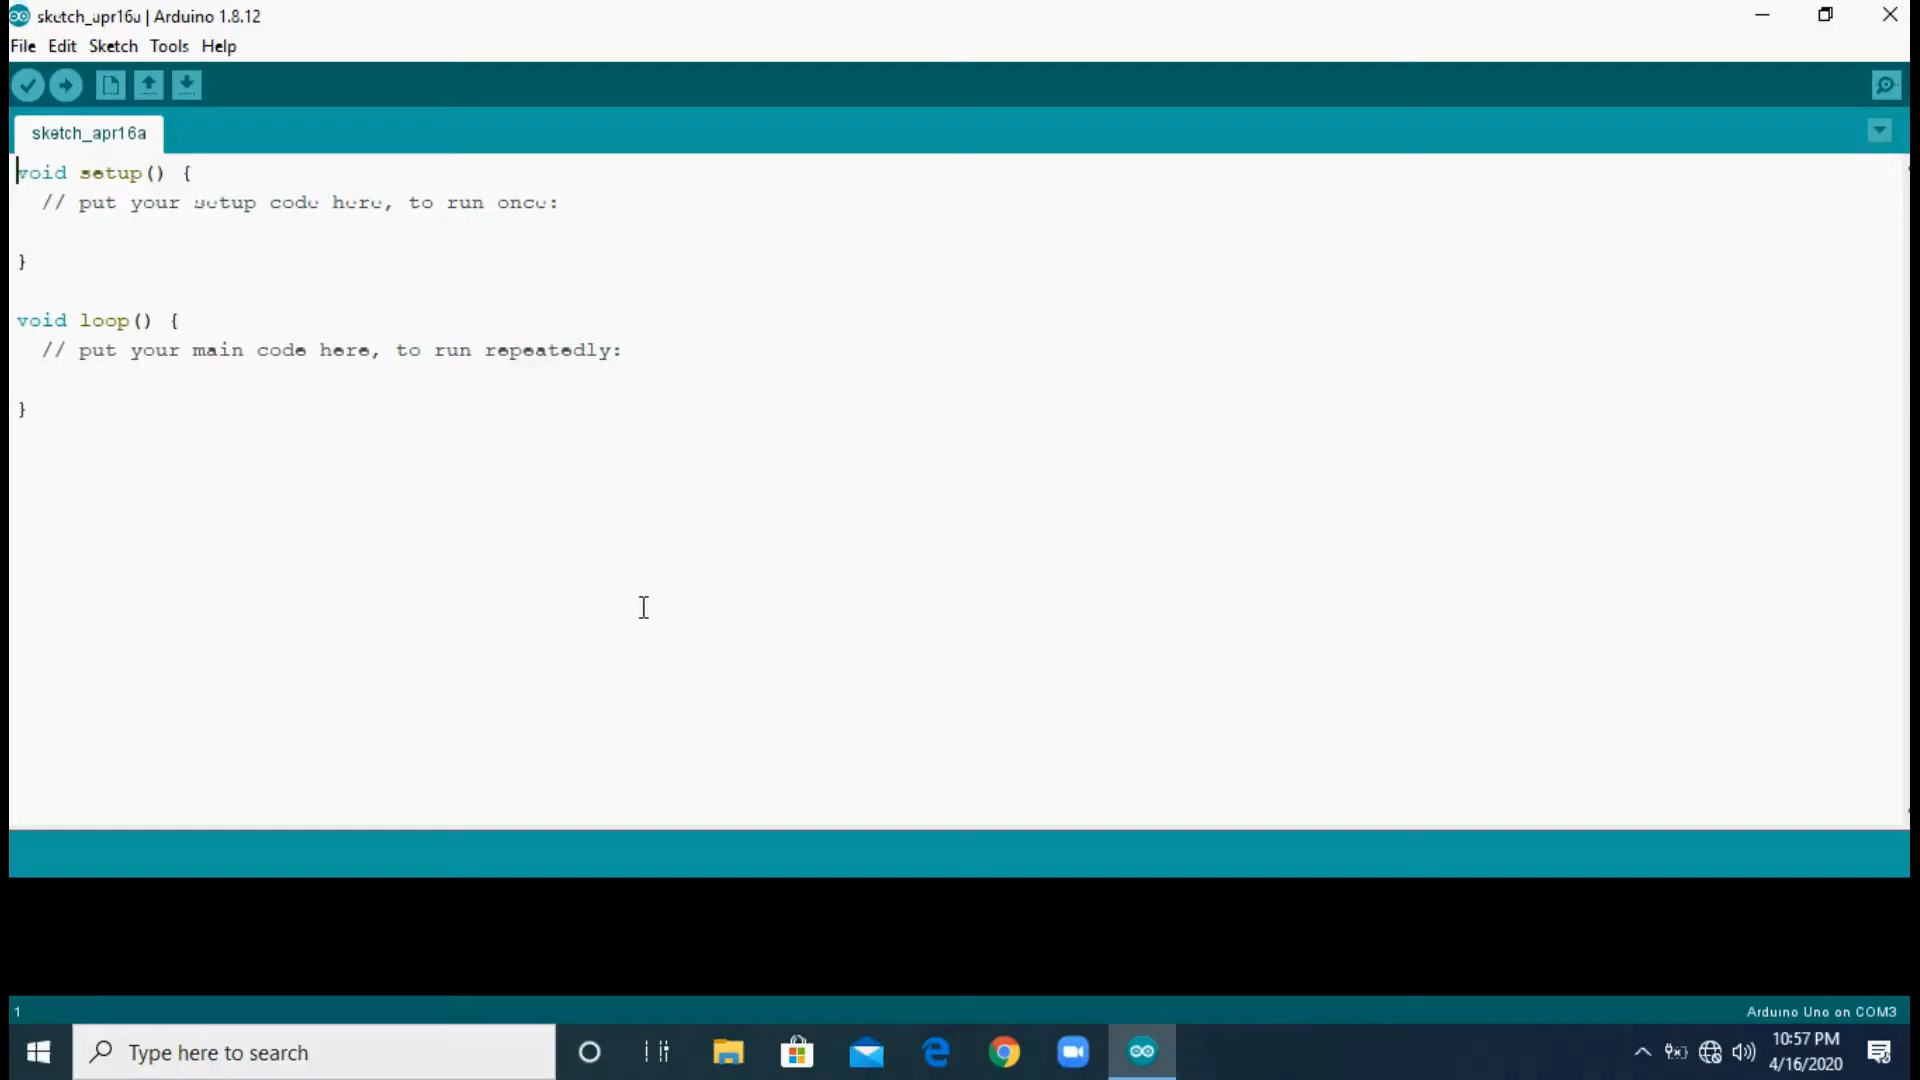 sketch_apr16a | Arduino 1.8.12
File Edit Sketch Tools Help
sketch_apr16a
void setup() {
  // put your setup code here, to run once:
}
void loop() {
  // put your main code here, to run repeatedly:
}
1
Arduino Uno on COM3
Type here to search
10:57 PM
4/16/2020